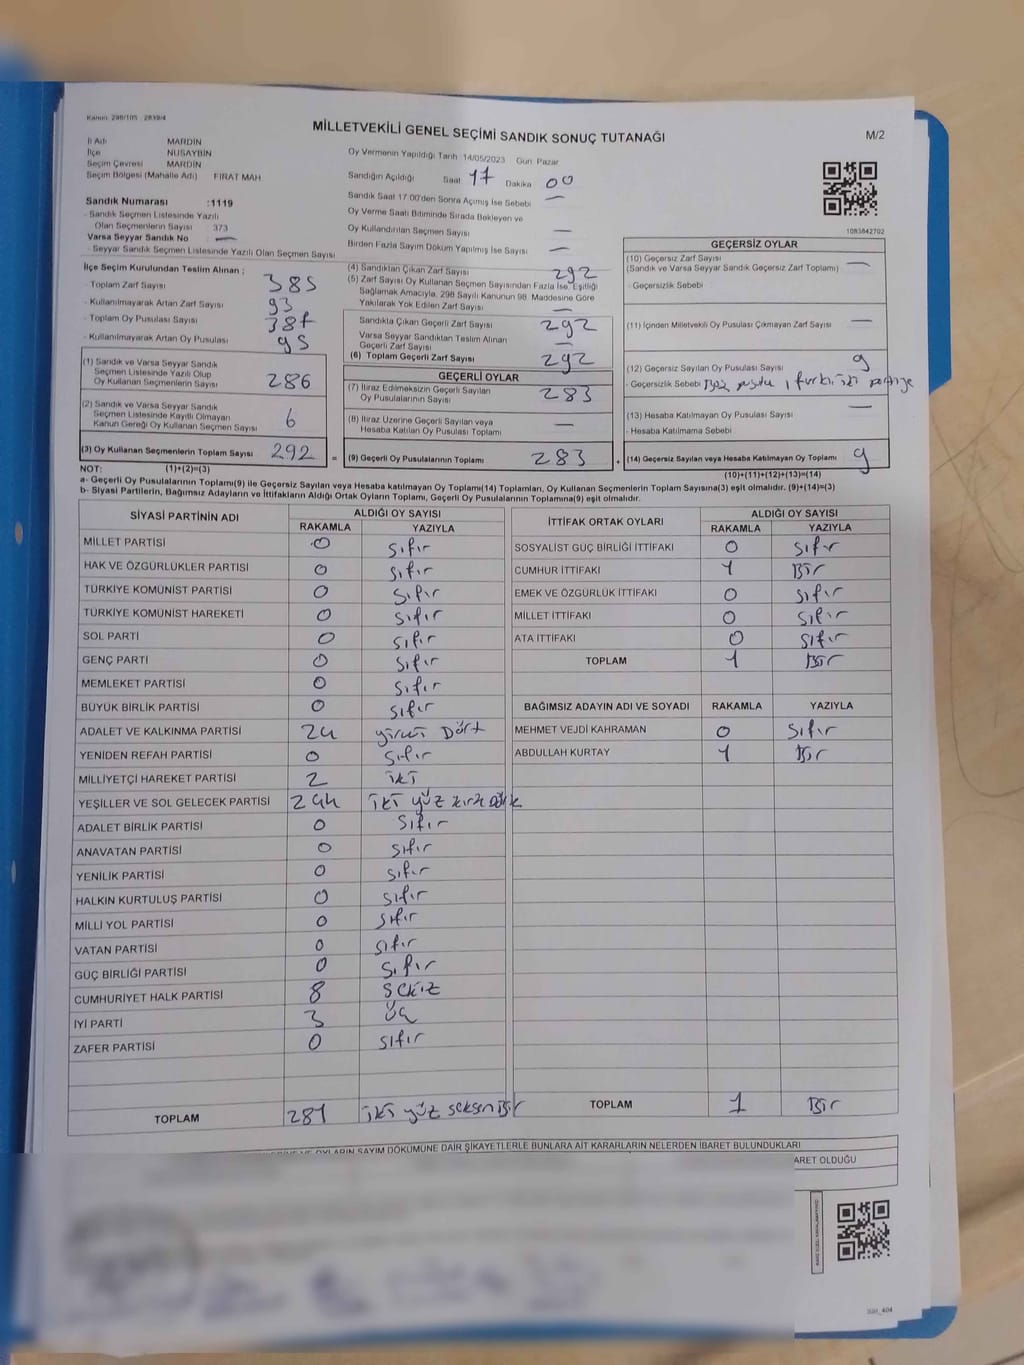 Kanun: 298/105 2839/4
MİLLETVEKİLİ GENEL SEÇİMİ SANDIK SONUÇ TUTANAĞI
M/2
İl Adı MARDİN
İlçe NUSAYBİN
Seçim Çevresi MARDİN
Seçim Bölgesi (Mahalle Adı) FIRAT MAH
Sandık Numarası :1119
- Sandık Seçmen Listesinde Yazılı
Olan Seçmenlerin Sayısı 373
Varsa Seyyar Sandık No —
- Seyyar Sandık Seçmen Listesinde Yazılı Olan Seçmen Sayısı
Oy Vermenin Yapıldığı Tarih 14/05/2023 Gün Pazar
Sandığın Açıldığı Saat 17 Dakika 00
Sandık Saat 17.00'den Sonra Açımış İse Sebebi —
Oy Verme Saati Bitiminde Sırada Bekleyen ve
Oy Kullandırılan Seçmen Sayısı —
Birden Fazla Sayım Döküm Yapılmış İse Sayısı —
1083842702
İlçe Seçim Kurulundan Teslim Alınan ;
- Toplam Zarf Sayısı 385
- Kullanılmayarak Artan Zarf Sayısı 93
- Toplam Oy Pusulası Sayısı
- Kullanılmayarak Artan Oy Pusulası 95
(1) Sandık ve Varsa Seyyar Sandık
Seçmen Listesinde Yazılı Olup
Oy Kullanan Seçmenlerin Sayısı 286
(2) Sandık ve Varsa Seyyar Sandık
Seçmen Listesinde Kayıtlı Olmayan
Kanun Gereği Oy Kullanan Seçmen Sayısı 6
(3) Oy Kullanan Seçmenlerin Toplam Sayısı 292 =
(4) Sandıktan Çıkan Zarf Sayısı 292
(5) Zarf Sayısı Oy Kullanan Seçmen Sayısından Fazla İse, Eşitliği
Sağlamak Amacıyla, 298 Sayılı Kanunun 98. Maddesine Göre
Yakılarak Yok Edilen Zarf Sayısı —
Sandıkta Çıkan Geçerli Zarf Sayısı 292
Varsa Seyyar Sandıktan Teslim Alınan
Geçerli Zarf Sayısı —
(6) Toplam Geçerli Zarf Sayısı 292
GEÇERLİ OYLAR
(7) İtiraz Edilmeksizin Geçerli Sayılan
Oy Pusulalarının Sayısı 283
(8) İtiraz Üzerine Geçerli Sayılan veya
Hesaba Katılan Oy Pusulası Toplamı —
(9) Geçerli Oy Pusulalarının Toplamı 283 +
GEÇERSİZ OYLAR
(10) Geçersiz Zarf Sayısı
(Sandık ve Varsa Seyyar Sandık Geçersiz Zarf Toplamı) —
- Geçersizlik Sebebi
(11) İçinden Milletvekili Oy Pusulası Çıkmayan Zarf Sayısı —
(12) Geçersiz Sayılan Oy Pusulası Sayısı 9
- Geçersizlik Sebebi
(13) Hesaba Katılmayan Oy Pusulası Sayısı —
- Hesaba Katılmama Sebebi
(14) Geçersiz Sayılan veya Hesaba Katılmayan Oy Toplamı 9
NOT: (1)+(2)=(3)
(10)+(11)+(12)+(13)=(14)
a- Geçerli Oy Pusulasının Toplamı(9) ile Geçersiz Sayılan veya Hesaba katılmayan Oy Toplamı(14) Toplamları, Oy Kullanan Seçmenlerin Toplam Sayısına(3) eşit olmalıdır. (9)+(14)=(3)
b- Siyasi Partilerin, Bağımsız Adayların ve İttifakların Aldığı Ortak Oyların Toplamı, Geçerli Oy Pusulalarının Toplamına(9) eşit olmalıdır.
SİYASİ PARTİNİN ADI ALDIĞI OY SAYISI
RAKAMLA YAZIYLA
MİLLET PARTİSİ 0 sıfır
HAK VE ÖZGÜRLÜKLER PARTİSİ 0 sıfır
TÜRKİYE KOMÜNİST PARTİSİ 0 sıfır
TÜRKİYE KOMÜNİST HAREKETİ 0 sıfır
SOL PARTİ 0 sıfır
GENÇ PARTİ 0 sıfır
MEMLEKET PARTİSİ 0 sıfır
BÜYÜK BİRLİK PARTİSİ 0 sıfır
ADALET VE KALKINMA PARTİSİ 24 yirmi Dört
YENİDEN REFAH PARTİSİ 0 sıfır
MİLLİYETÇİ HAREKET PARTİSİ 2 iki
YEŞİLLER VE SOL GELECEK PARTİSİ 244 iki yüz kırk Dört
ADALET BİRLİK PARTİSİ 0 sıfır
ANAVATAN PARTİSİ 0 sıfır
YENİLİK PARTİSİ 0 sıfır
HALKIN KURTULUŞ PARTİSİ 0 sıfır
MİLLİ YOL PARTİSİ 0 sıfır
VATAN PARTİSİ 0 sıfır
GÜÇ BİRLİĞİ PARTİSİ 0 sıfır
CUMHURİYET HALK PARTİSİ 8 sekiz
İYİ PARTİ 3 üç
ZAFER PARTİSİ 0 sıfır
TOPLAM 281 iki yüz seksen Bir
İTTİFAK ORTAK OYLARI ALDIĞI OY SAYISI
RAKAMLA YAZIYLA
SOSYALİST GÜÇ BİRLİĞİ İTTİFAKI 0 sıfır
CUMHUR İTTİFAKI 1 Bir
EMEK VE ÖZGÜRLÜK İTTİFAKI 0 sıfır
MİLLET İTTİFAKI 0 sıfır
ATA İTTİFAKI 0 sıfır
TOPLAM 1 Bir
BAĞIMSIZ ADAYIN ADI VE SOYADI RAKAMLA YAZIYLA
MEHMET VEJDİ KAHRAMAN 0 sıfır
ABDULLAH KURTAY 1 Bir
TOPLAM 1 Bir
OYLARIN SAYIM DÖKÜMÜNE DAİR ŞİKAYETLERLE BUNLARA AİT KARARLARIN NELERDEN İBARET BULUNDUKLARI
ARET OLDUĞU